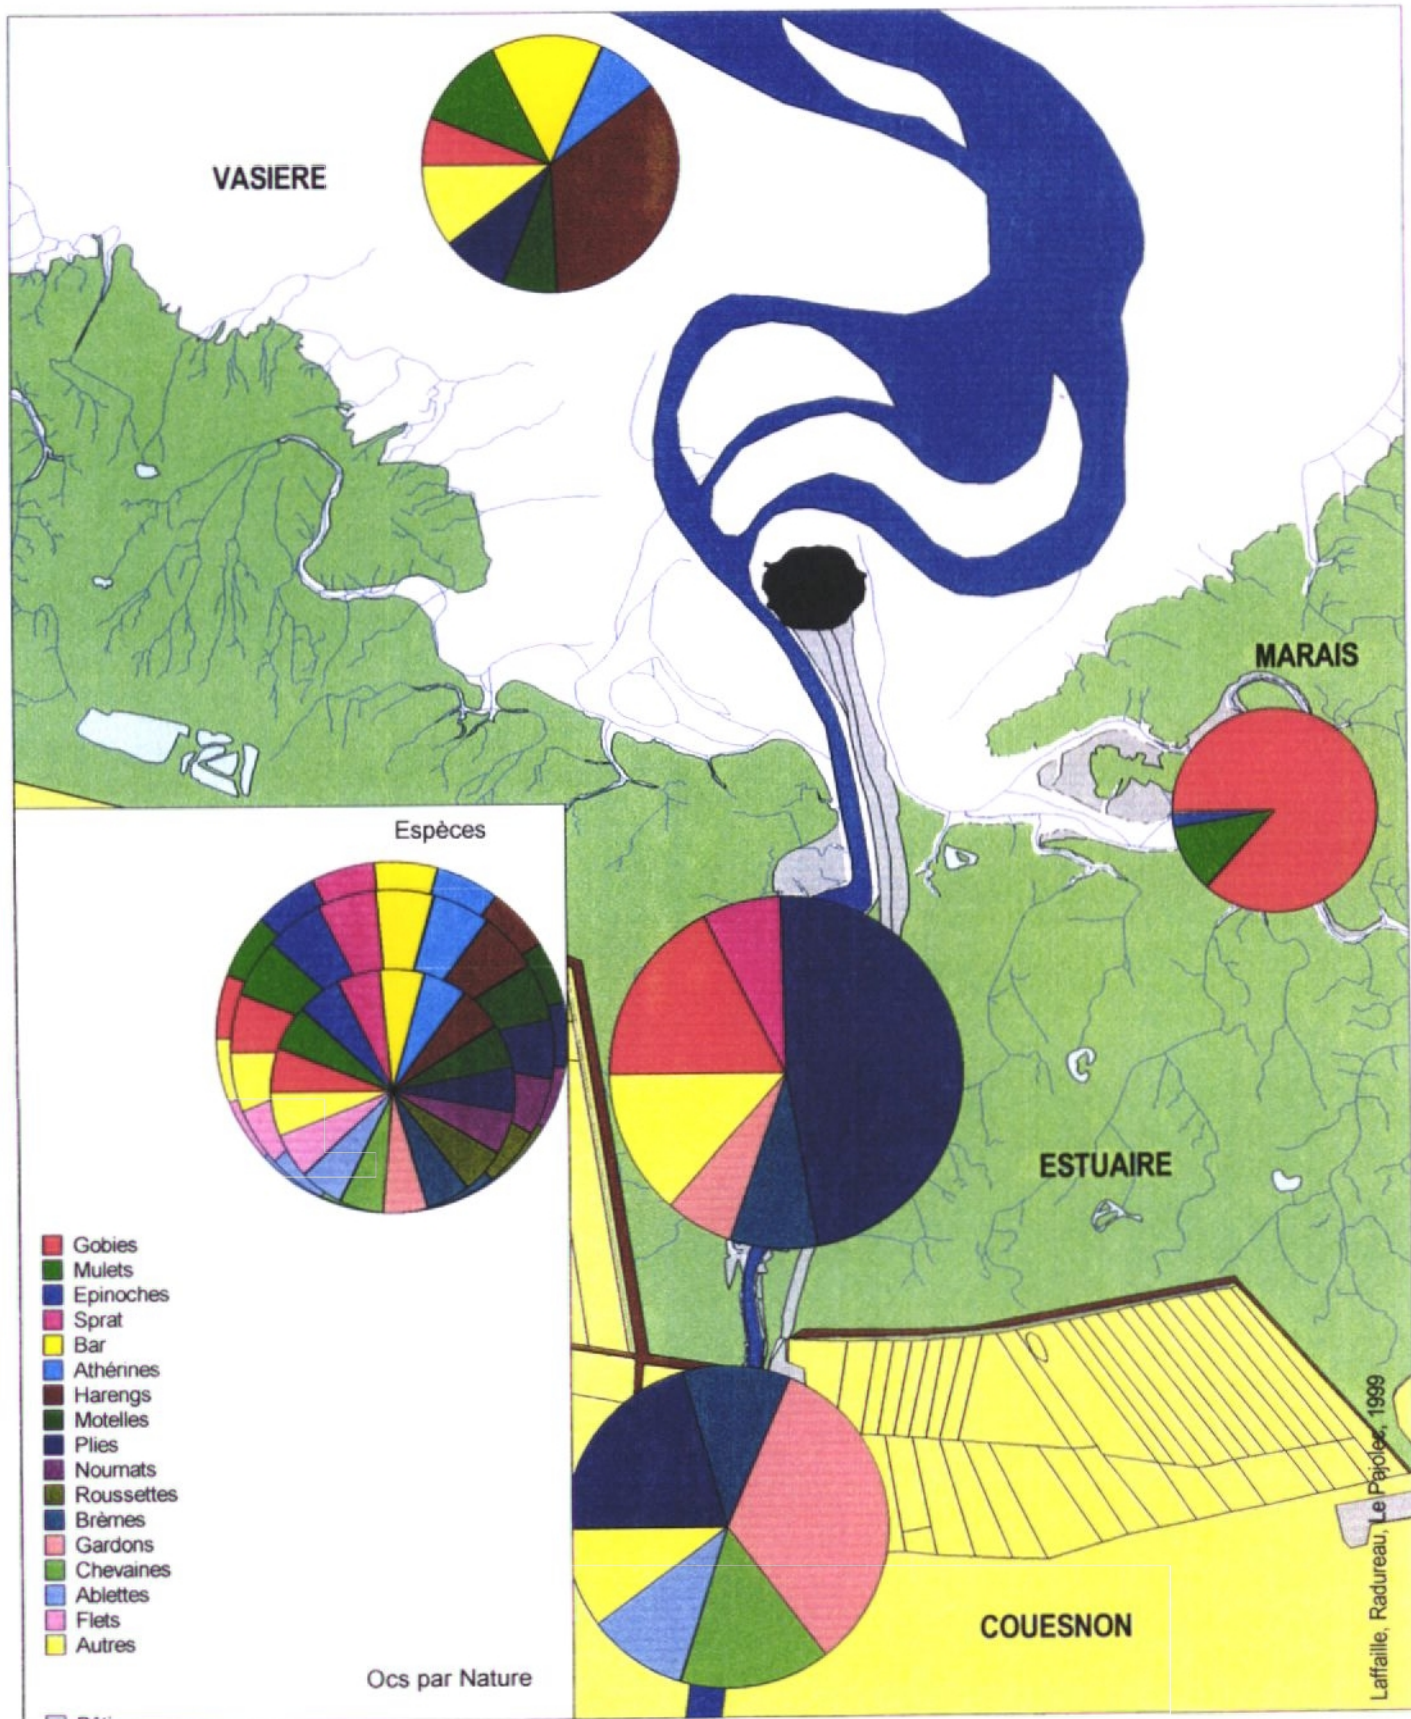 VASIERE
MARAIS
Espèces
ESTUAIRE
Gobies
Mulets
Epinoches
Sprat
Bar
Athérines
Harengs
Motelles
Plies
Noumats
Roussettes
Brèmes
Gardons
Chevaines
Ablettes
Flets
Autres
COUESNON
Ocs par Nature
Laffaille, Radureau, Le Pajolec, 1999